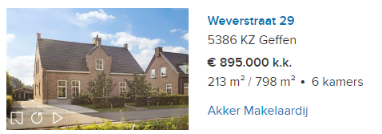 Weverstraat 29
5386 KZ Geffen
€ 895.000 k.k.
213 m² / 798 m² • 6 kamers
Akker Makelaardij